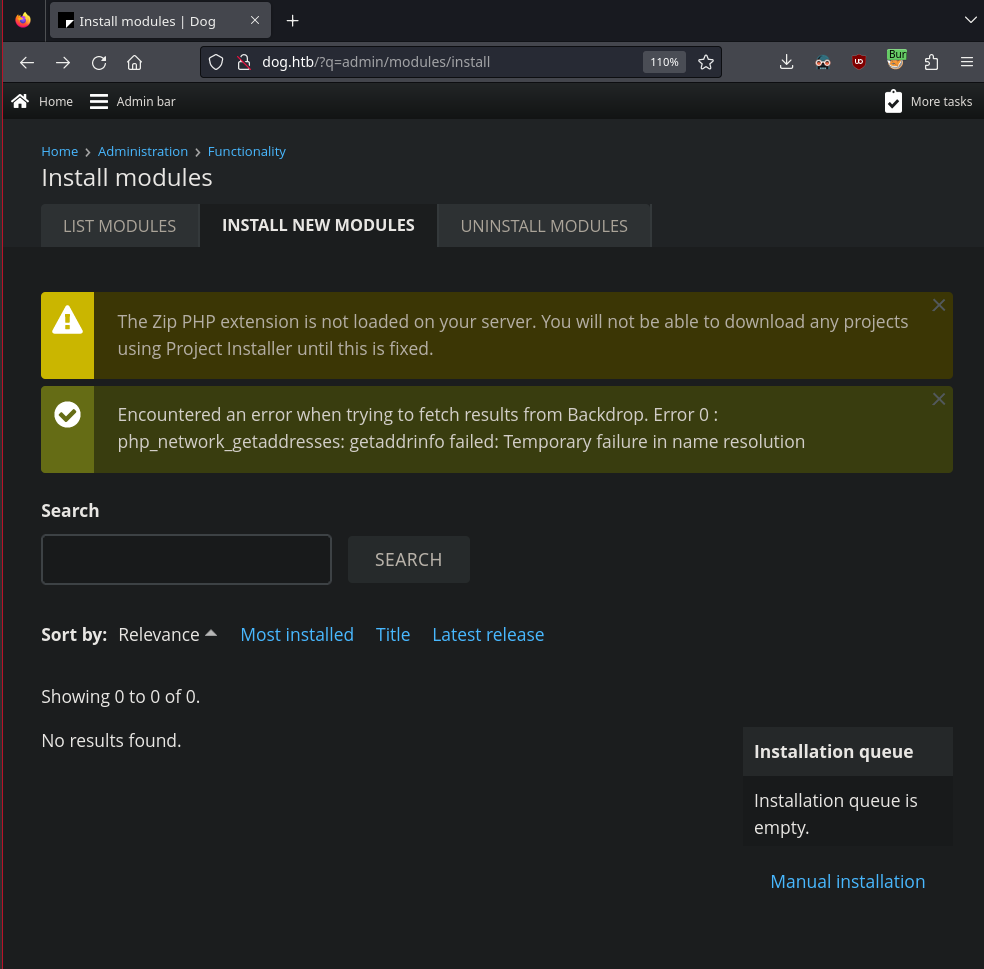 Install modules | Dog
dog.htb/?q=admin/modules/install
110%
UD
Bur
Home
Admin bar
More tasks
Home › Administration › Functionality
Install modules
LIST MODULES
INSTALL NEW MODULES
UNINSTALL MODULES
The Zip PHP extension is not loaded on your server. You will not be able to download any projects
using Project Installer until this is fixed.
Encountered an error when trying to fetch results from Backdrop. Error 0 :
php_network_getaddresses: getaddrinfo failed: Temporary failure in name resolution
Search
SEARCH
Sort by: Relevance Most installed Title Latest release
Showing 0 to 0 of 0.
No results found.
Installation queue
Installation queue is
empty.
Manual installation